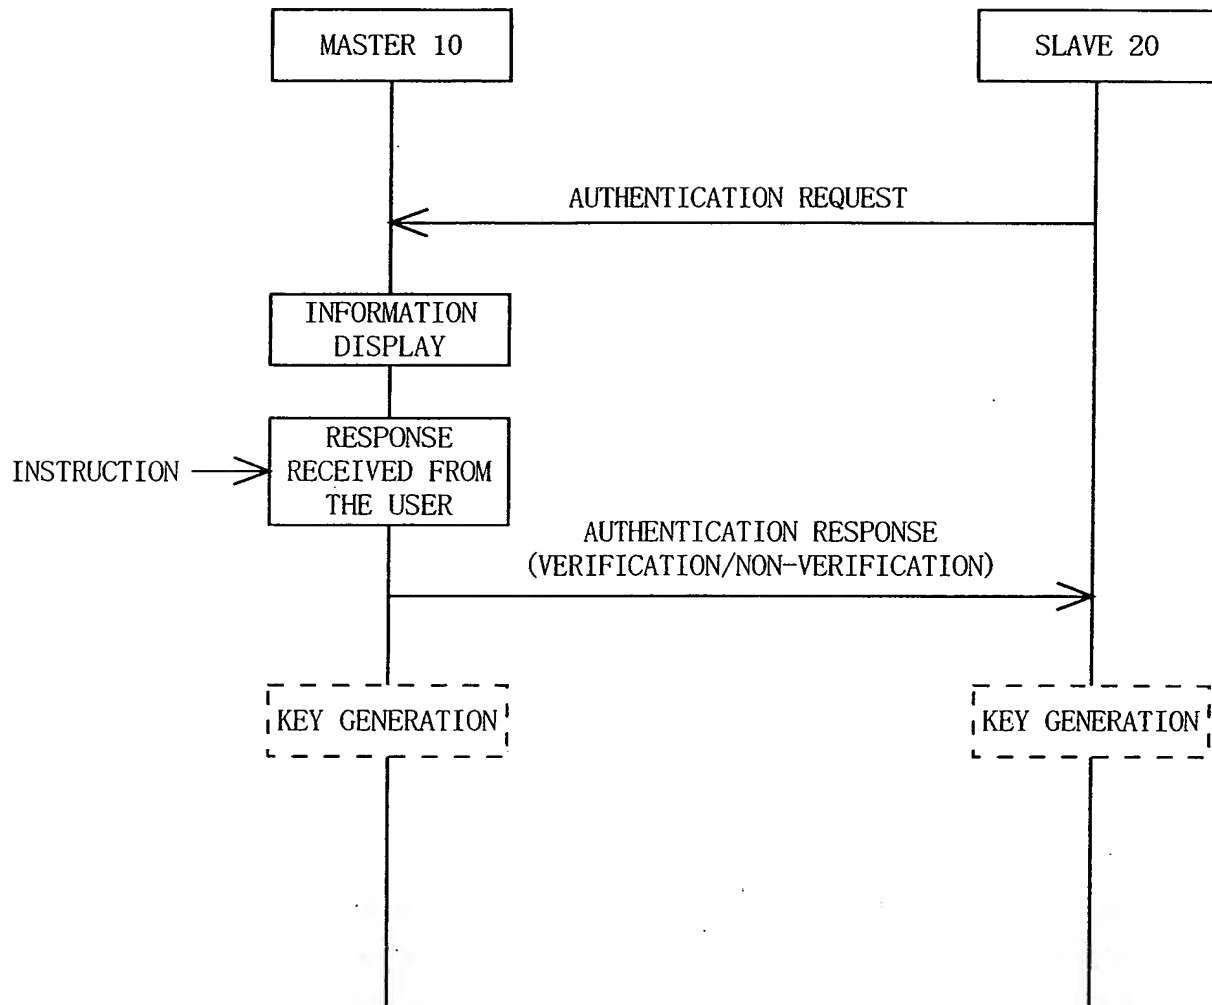 MASTER 10
SLAVE 20
AUTHENTICATION REQUEST
INFORMATION
DISPLAY
RESPONSE
RECEIVED FROM
THE USER
INSTRUCTION
AUTHENTICATION RESPONSE
(VERIFICATION/NON-VERIFICATION)
KEY GENERATION
KEY GENERATION